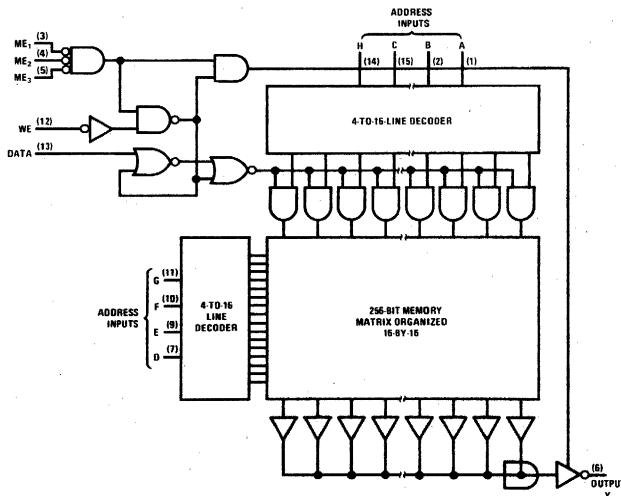 ADDRESS
INPUTS
ME1 (3)
ME2 (4)
ME3 (5)
H C B A
(14) (15) (2) (1)
WE (12)
DATA (13)
4-TO-16-LINE DECODER
ADDRESS
INPUTS
G (11)
F (10)
E (9)
D (7)
4-TO-16
LINE
DECODER
256-BIT MEMORY
MATRIX ORGANIZED
16-BY-16
(6)
OUTPUT
Y